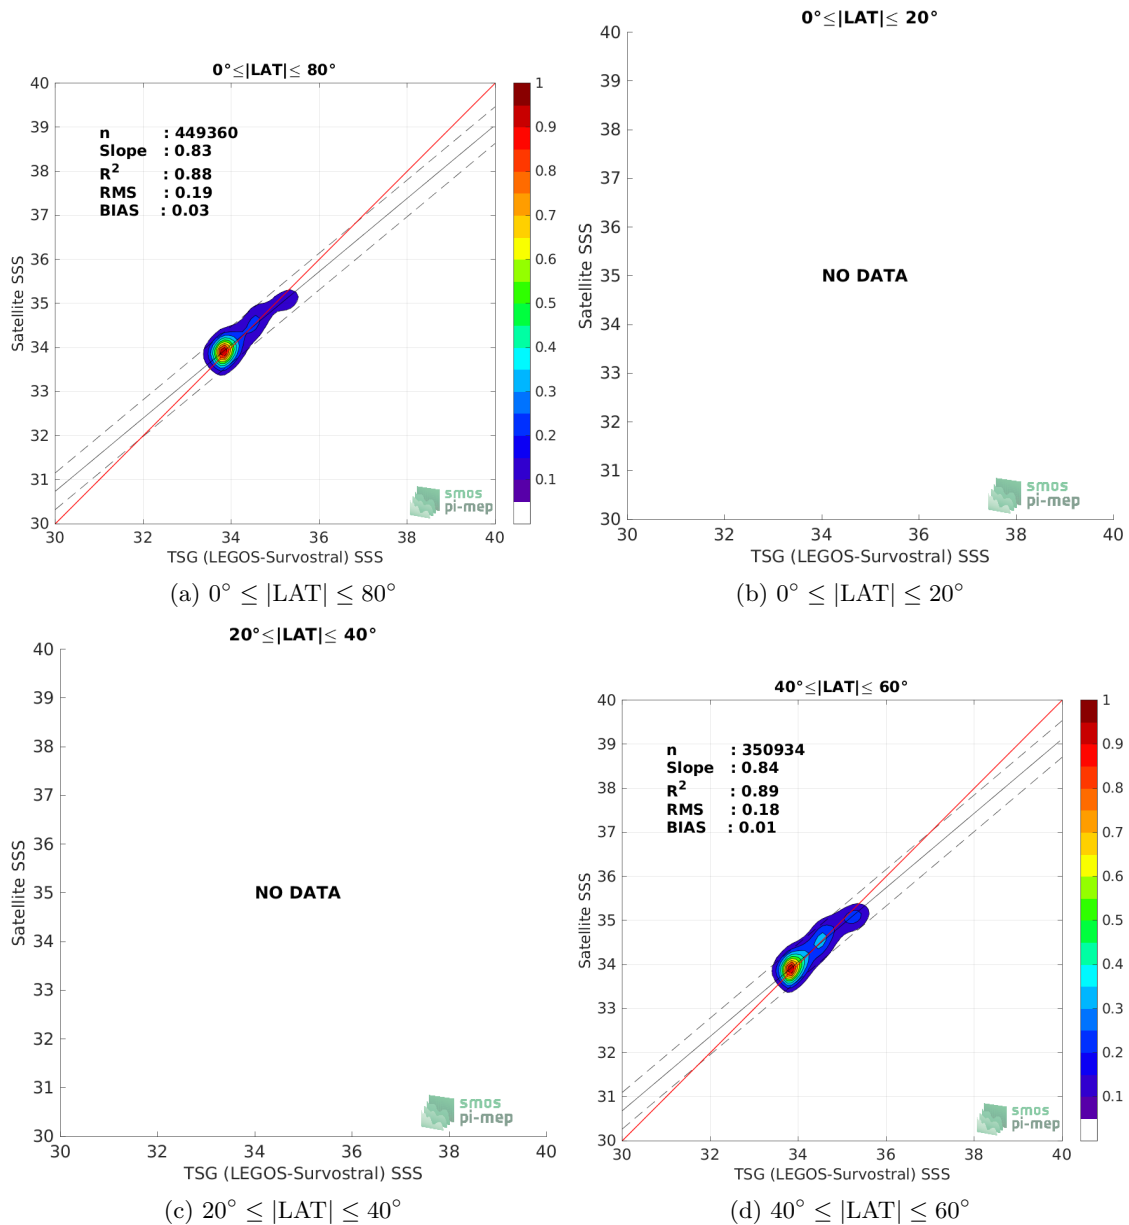 0°≤|LAT|≤ 80°
40
39
38
37
36
35
34
33
32
31
30
Satellite SSS
n : 449360
Slope : 0.83
R² : 0.88
RMS : 0.19
BIAS : 0.03
smos
pi-mep
30 32 34 36 38 40
TSG (LEGOS-Survostral) SSS
1
0.9
0.8
0.7
0.6
0.5
0.4
0.3
0.2
0.1
(a) 0° ≤ |LAT| ≤ 80°
0°≤|LAT|≤ 20°
40
39
38
37
36
35
34
33
32
31
30
Satellite SSS
NO DATA
smos
pi-mep
30 32 34 36 38 40
TSG (LEGOS-Survostral) SSS
(b) 0° ≤ |LAT| ≤ 20°
20°≤|LAT|≤ 40°
40
39
38
37
36
35
34
33
32
31
30
Satellite SSS
NO DATA
smos
pi-mep
30 32 34 36 38 40
TSG (LEGOS-Survostral) SSS
(c) 20° ≤ |LAT| ≤ 40°
40°≤|LAT|≤ 60°
40
39
38
37
36
35
34
33
32
31
30
Satellite SSS
n : 350934
Slope : 0.84
R² : 0.89
RMS : 0.18
BIAS : 0.01
smos
pi-mep
30 32 34 36 38 40
TSG (LEGOS-Survostral) SSS
1
0.9
0.8
0.7
0.6
0.5
0.4
0.3
0.2
0.1
(d) 40° ≤ |LAT| ≤ 60°